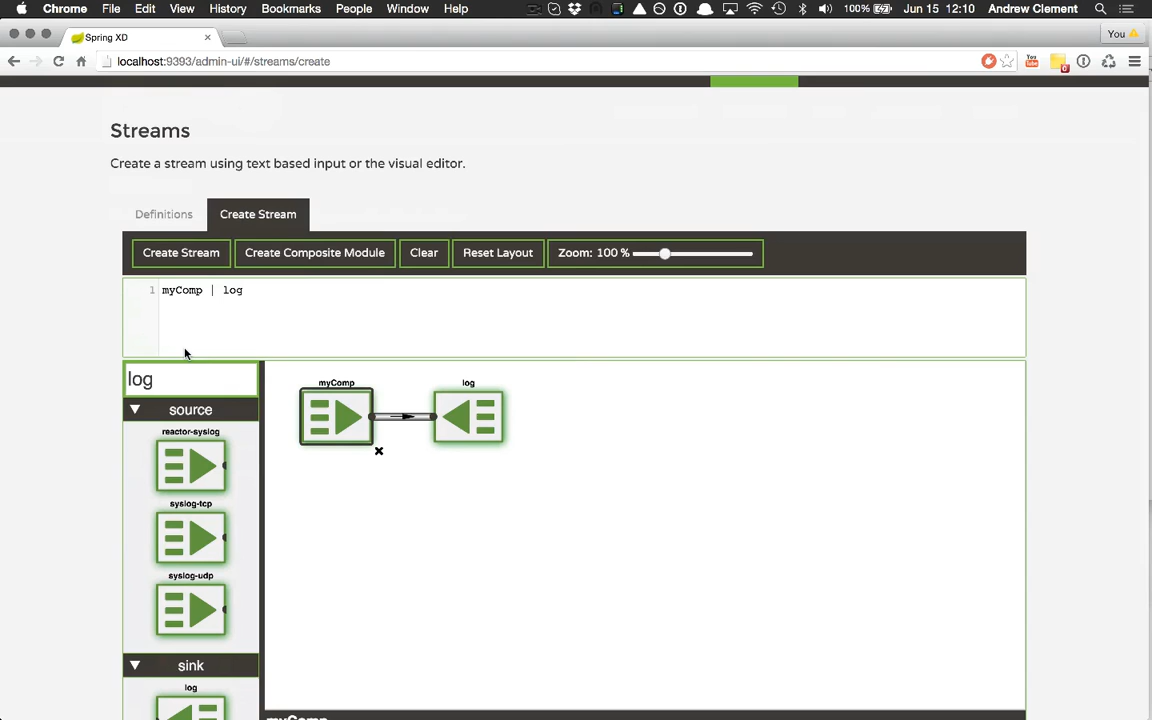 Chrome File Edit View History Bookmarks People Window Help 100% Jun 15 12:10 Andrew Clement
Spring XD
You
localhost:9393/admin-ui/#/streams/create
Streams
Create a stream using text based input or the visual editor.
Definitions
Create Stream
Create Stream
Create Composite Module
Clear
Reset Layout
Zoom: 100 %
1 myComp | log
log
source
reactor-syslog
syslog-tcp
syslog-udp
sink
log
myComp
log
myComp